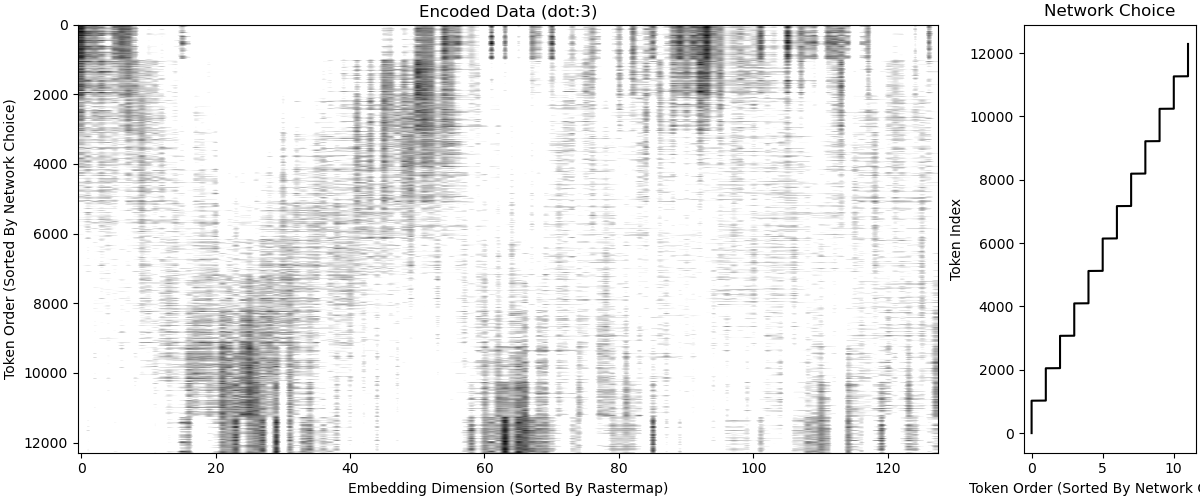 Encoded Data (dot:3)
Network Choice
Token Order (Sorted By Network Choice)
0
2000
4000
6000
8000
10000
12000
0 20 40 60 80 100 120
Embedding Dimension (Sorted By Rastermap)
Token Index
12000
10000
8000
6000
4000
2000
0
0 5 10
Token Order (Sorted By Network